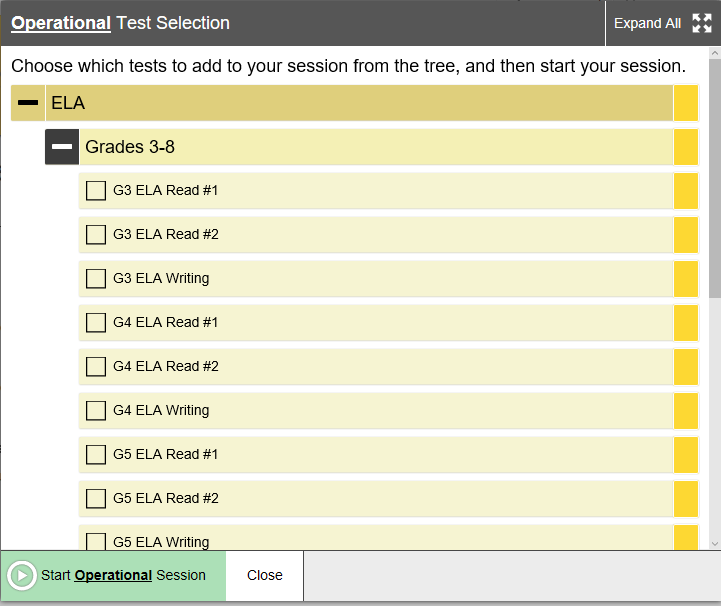 Operational Test Selection
Expand All
Choose which tests to add to your session from the tree, and then start your session.
ELA
Grades 3-8
G3 ELA Read #1
G3 ELA Read #2
G3 ELA Writing
G4 ELA Read #1
G4 ELA Read #2
G4 ELA Writing
G5 ELA Read #1
G5 ELA Read #2
G5 ELA Writing
Start Operational Session
Close